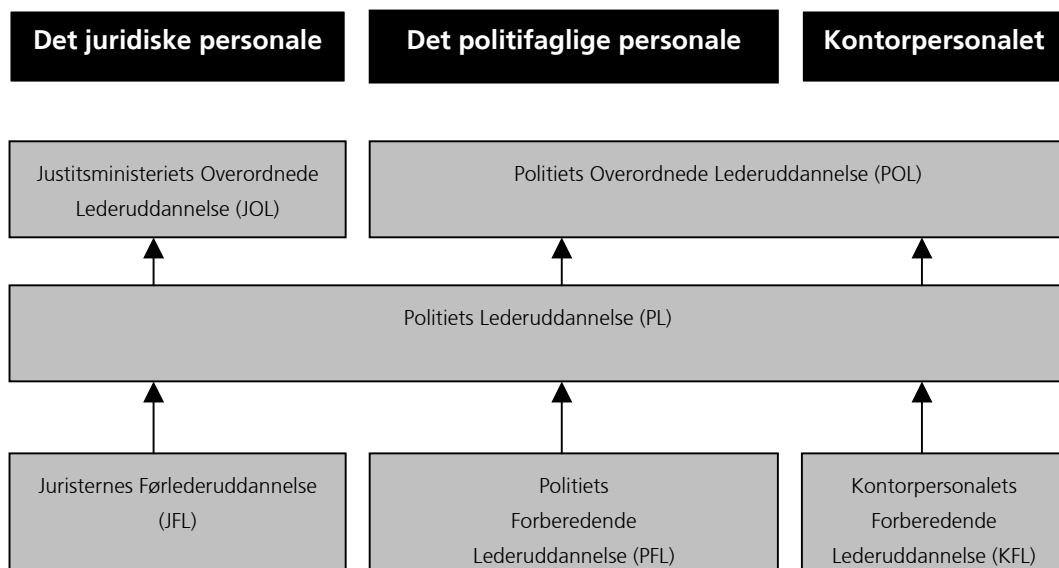 Det juridiske personale
Det politifaglige personale
Kontorpersonalet
Justitsministeriets Overordnede
Lederuddannelse (JOL)
Politiets Overordnede Lederuddannelse (POL)
Politiets Lederuddannelse (PL)
Juristernes Førlederuddannelse
(JFL)
Politiets
Forberedende
Lederuddannelse (PFL)
Kontorpersonalets
Forberedende
Lederuddannelse (KFL)